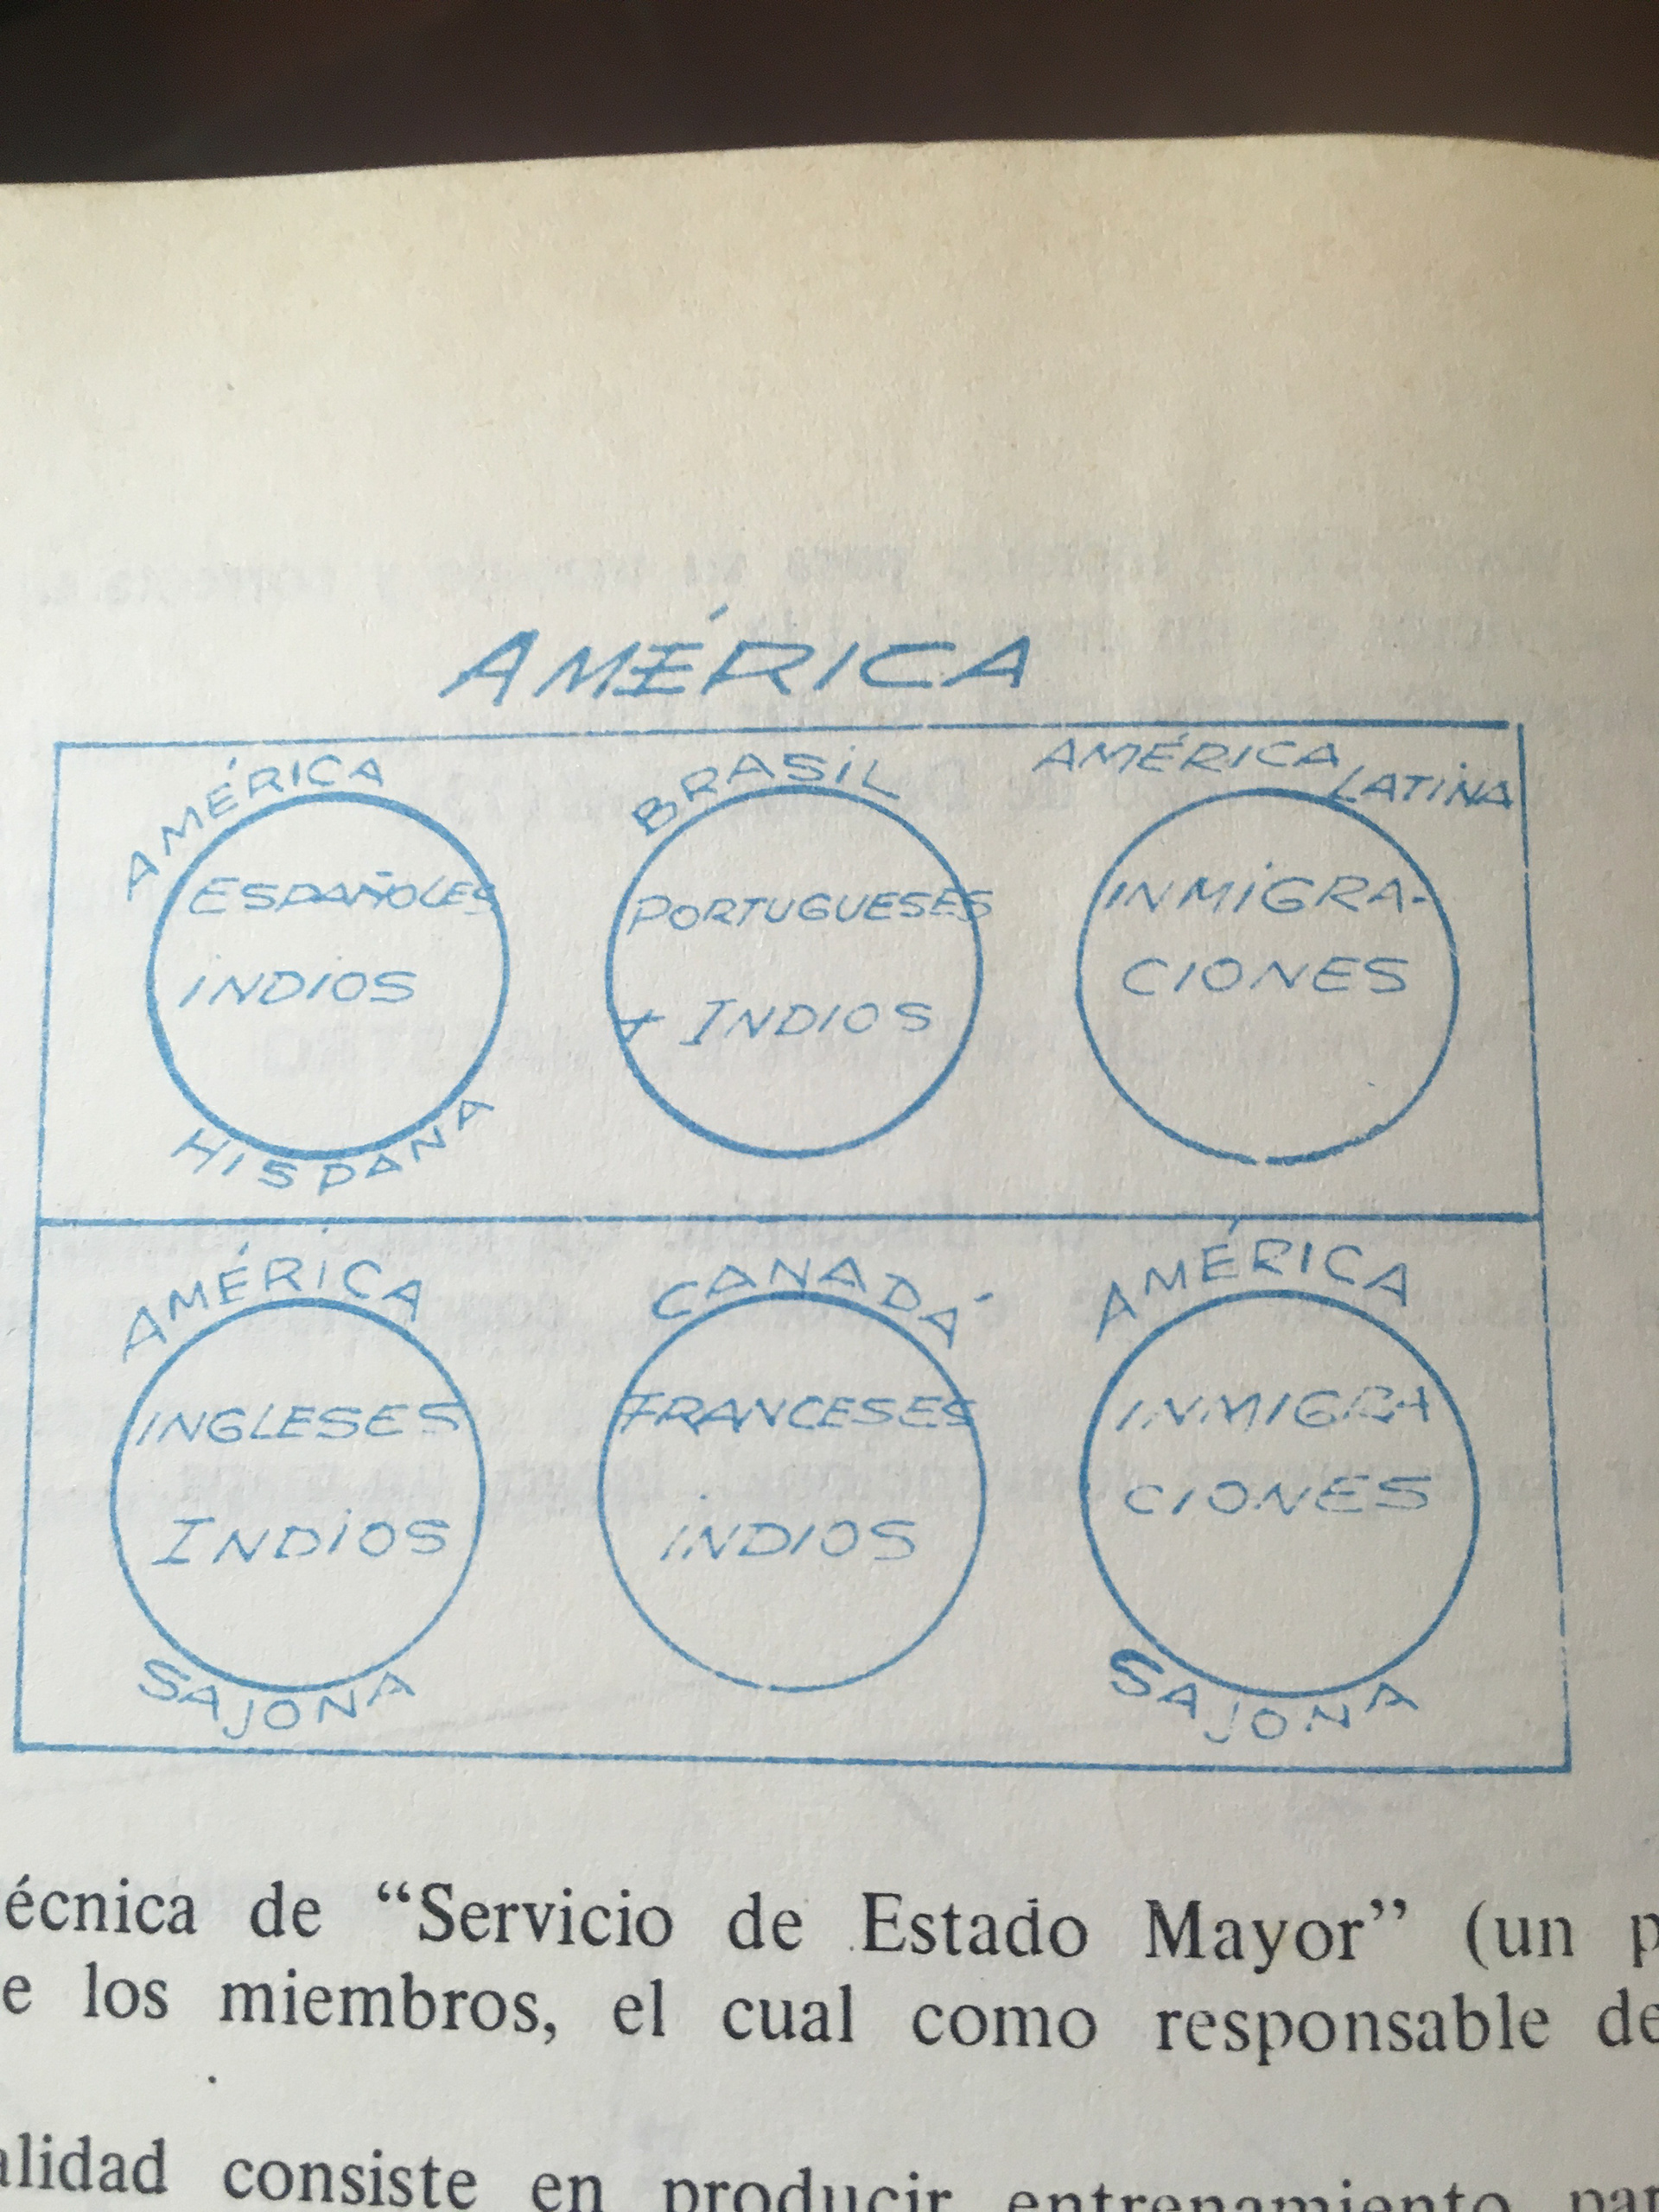 AMÉRICA
AMÉRICA
ESPAÑOLES
INDIOS
HISPANA
BRASIL
PORTUGUESES
+ INDIOS
AMÉRICA LATINA
INMIGRA-
CIONES
AMÉRICA
INGLESES
INDIOS
SAJONA
CANADÁ
FRANCESES
INDIOS
AMÉRICA
INMIGRA
CIONES
SAJONA
écnica de “Servicio de Estado Mayor” (un p
e los miembros, el cual como responsable de
alidad consiste en producir entrenamiento par